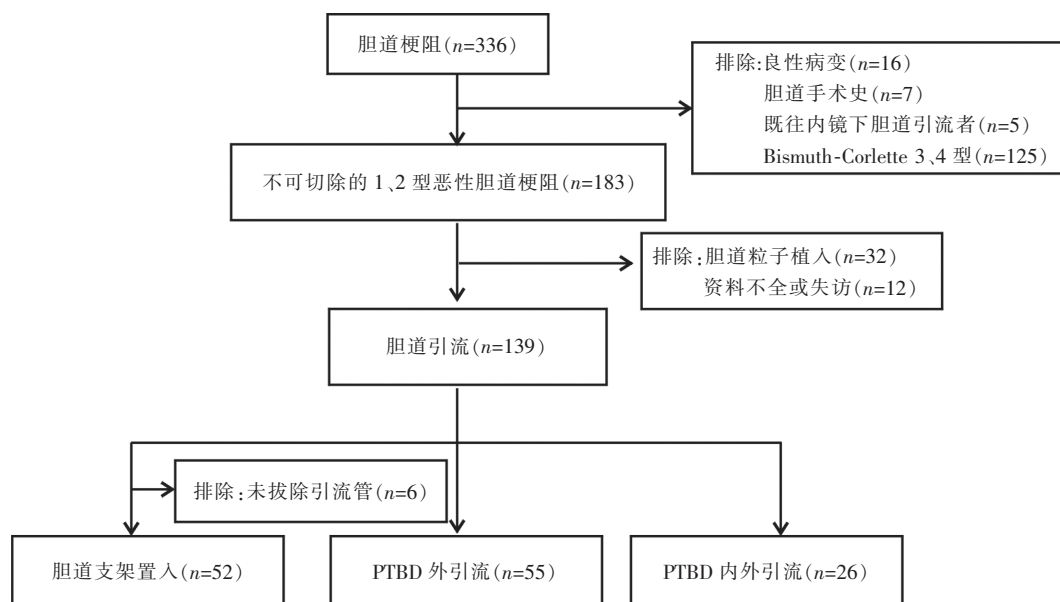 胆道梗阻(n=336)
排除:良性病变(n=16)
胆道手术史(n=7)
既往内镜下胆道引流者(n=5)
Bismuth-Corlette 3、4 型(n=125)
不可切除的 1、2 型恶性胆道梗阻(n=183)
排除:胆道粒子植入(n=32)
资料不全或失访(n=12)
胆道引流(n=139)
排除:未拔除引流管(n=6)
胆道支架置入(n=52)
PTBD 外引流(n=55)
PTBD 内外引流(n=26)